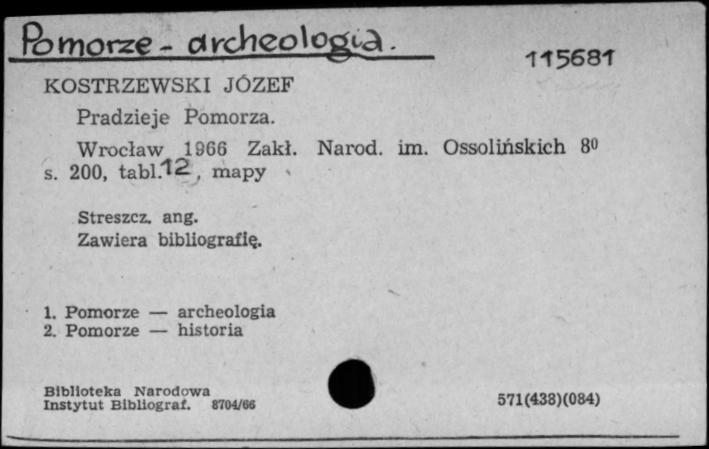 Pomorze - archeologia.
115681
KOSTRZEWSKI JÓZEF
Pradzieje Pomorza.
Wrocław 1966 Zakł. Narod. im. Ossolińskich 8⁰
s. 200, tabl. 12, mapy
Streszcz. ang.
Zawiera bibliografię.
1. Pomorze — archeologia
2. Pomorze — historia
Biblioteka Narodowa
Instytut Bibliograf. 8704/66
571(438)(084)